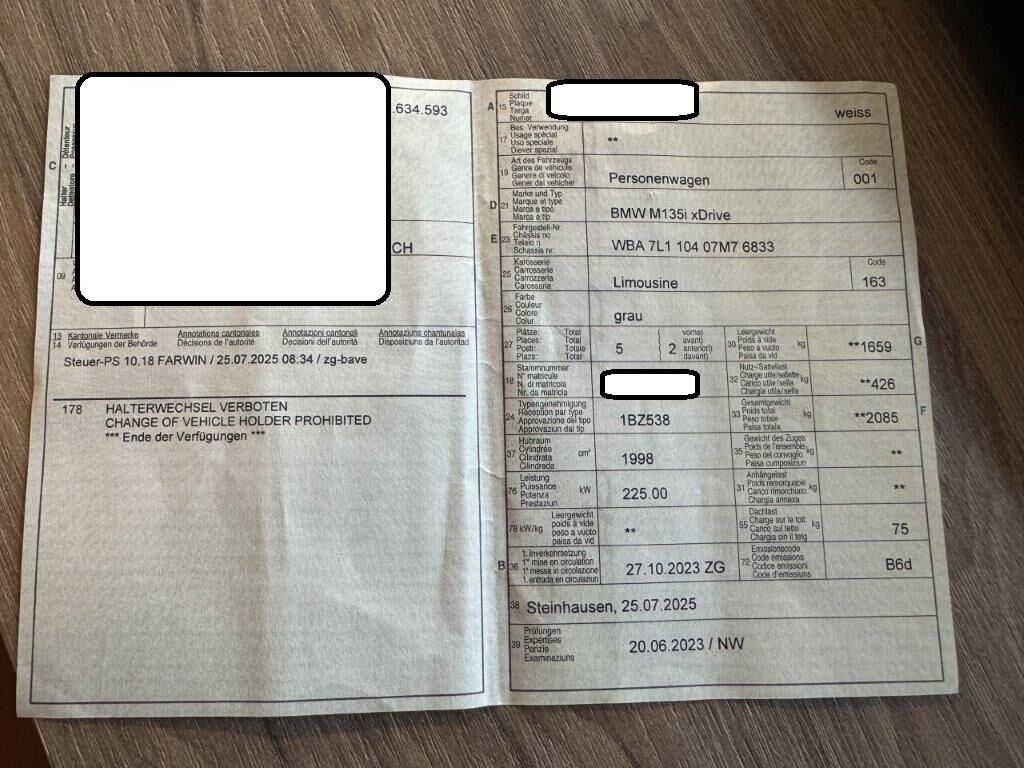 .634.593
C
Halter
Détenteur
CH
09
13 Kantonale Vermerke Annotations cantonales Annotazioni cantonali Annotaziuns chantunalas
14 Verfügungen der Behörde Décisions de l'autorité Decisioni dell'autorità Disposiziuns da l'autoritad
Steuer-PS 10.18 FARWIN / 25.07.2025 08:34 / zg-bave
178 HALTERWECHSEL VERBOTEN
CHANGE OF VEHICLE HOLDER PROHIBITED
*** Ende der Verfügungen ***
A 15 Schild
Plaque
Targa
Numer
weiss
17 Bes. Verwendung
Usage spécial
Uso speciale
Diever spezial
**
19 Art des Fahrzeugs
Genre de véhicule
Genere di veicolo
Gener dal vehichel
Personenwagen
Code
001
D 21 Marke und Typ
Marque et type
Marca e tipo
Marca e tip
BMW M135i xDrive
E 23 Fahrgestell-Nr.
Châssis no
Telaio n.
Schassis nr.
WBA 7L1 104 07M7 6833
25 Karosserie
Carrosserie
Carrozzeria
Carossaria
Limousine
Code
163
26 Farbe
Couleur
Colore
Colur
grau
27 Plätze: Total
Places: Total
Posti: Totale
Plazs: Totale
5 { 2 vorne)
avant)
anteriori)
davant)
30 Leergewicht
Poids à vide
Peso a vuoto
Paisa da vid
kg
**1659
G
18 Stammnummer
N° matricule
N. di matricola
Nr. da matricla
32 Nutz-/Sattellast
Charge utile/sellette
Carico utile/sella
Chargia utila/sella
kg
**426
24 Typengenehmigung
Réception par type
Approvazione del tipo
Approvaziun dal tip
1BZ538
33 Gesamtgewicht
Poids total
Peso totale
Paisa totala
kg
**2085
F
37 Hubraum
Cylindrée
Cilindrata
Cilindrada
cm³
1998
35 Gewicht des Zuges
Poids de l'ensemble
Peso del convoglio
Paisa cumposiziun
kg
**
76 Leistung
Puissance
Potenza
Prestaziun
kW
225.00
31 Anhängelast
Poids remorquable
Carico rimorchiato
Chargia annexa
kg
**
78 kW/kg Leergewicht
poids à vide
peso a vuoto
paisa da vid
**
55 Dachlast
Charge sur le toit
Carico sul tetto
Chargia sin il tetg
kg
75
B 36 1. Inverkehrsetzung
1re mise en circulation
1a messa in circolazione
1. entrada en circulaziun
27.10.2023 ZG
72 Emissionscode
Code émissions
Codice emissioni
Code d'emissiuns
B6d
38 Steinhausen, 25.07.2025
39 Prüfungen
Expertises
Perizie
Examinaziuns
20.06.2023 / NW